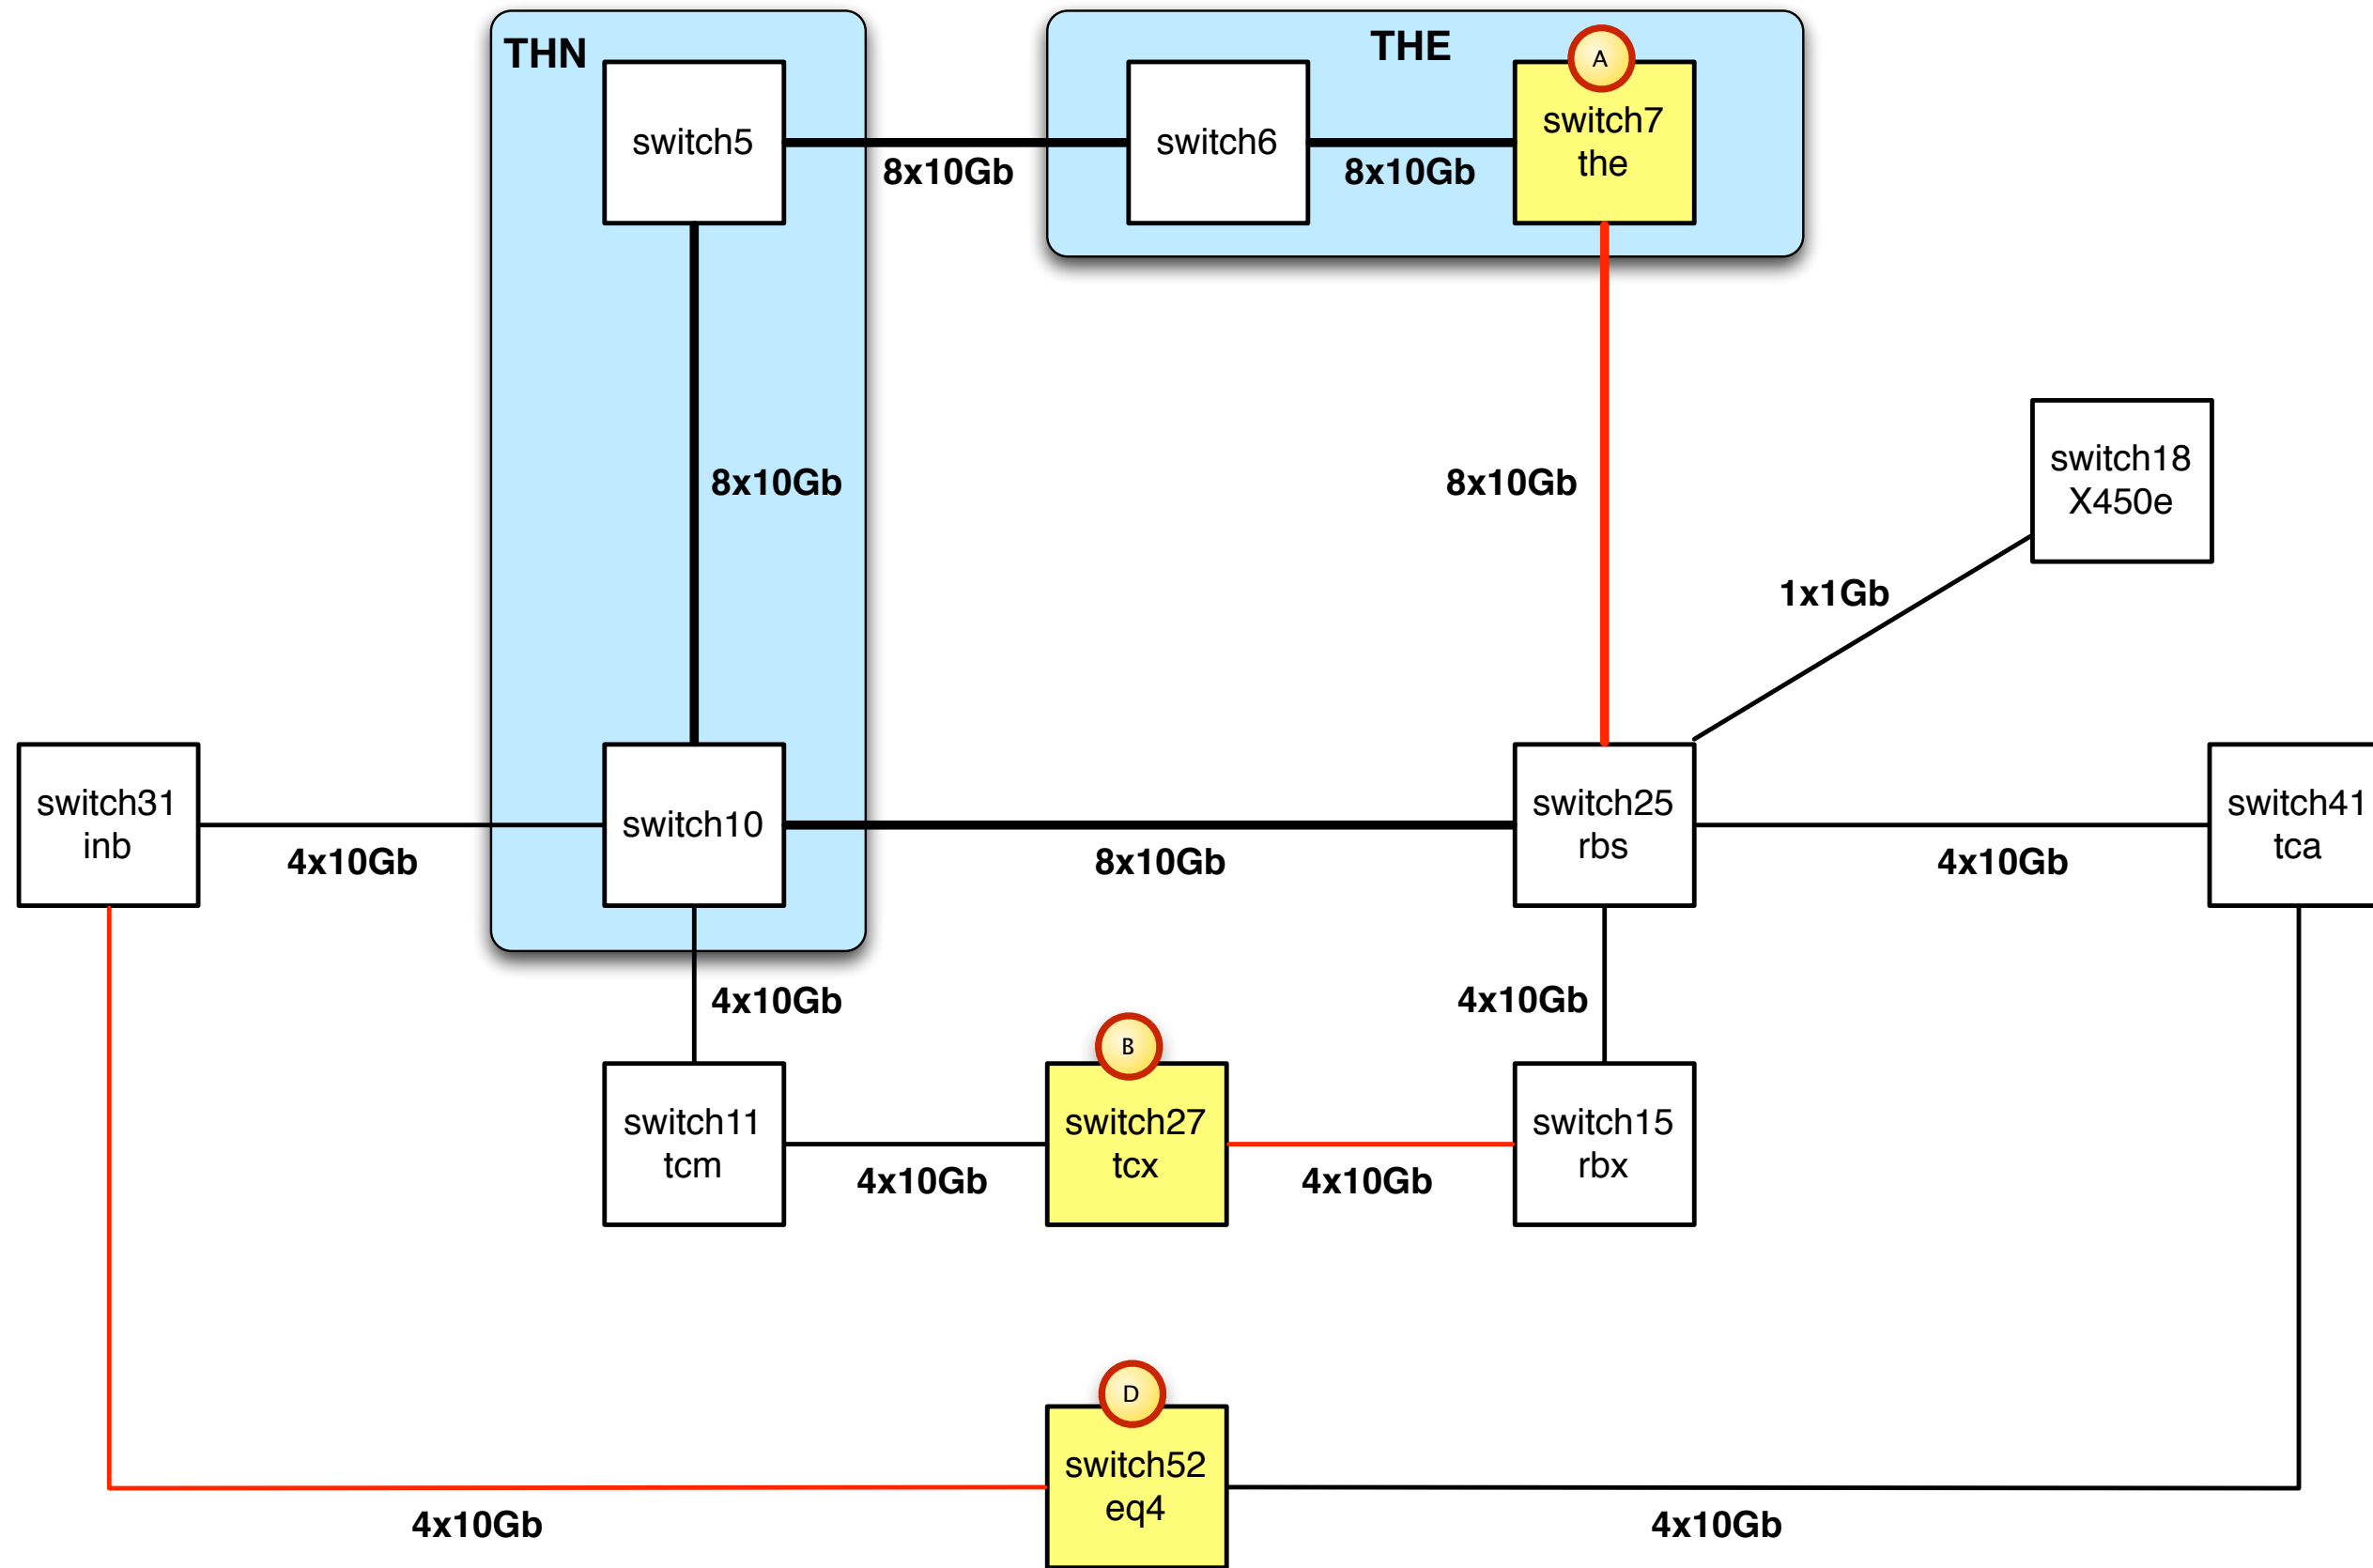 THN
THE
A
switch5
8x10Gb
switch6
8x10Gb
switch7
the
8x10Gb
8x10Gb
switch18
X450e
1x1Gb
switch31
inb
4x10Gb
switch10
8x10Gb
switch25
rbs
4x10Gb
switch41
tca
4x10Gb
4x10Gb
B
switch11
tcm
4x10Gb
switch27
tcx
4x10Gb
switch15
rbx
D
switch52
eq4
4x10Gb
4x10Gb